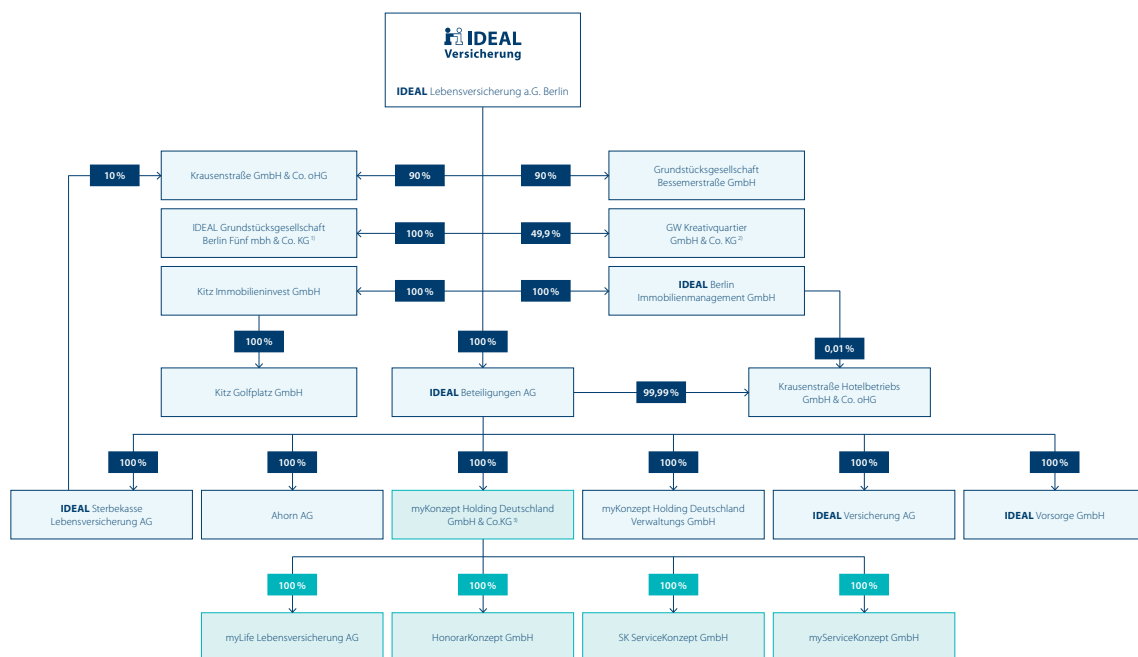 IDEAL
Versicherung
IDEAL Lebensversicherung a.G. Berlin
10 %
Krausenstraße GmbH & Co. oHG
90 %
90 %
Grundstücksgesellschaft
Bessemerstraße GmbH
IDEAL Grundstücksgesellschaft
Berlin Fünf mbh & Co. KG 1)
100 %
49,9 %
GW Kreativquartier
GmbH & Co. KG 2)
Kitz Immobilieninvest GmbH
100 %
100 %
IDEAL Berlin
Immobilienmanagement GmbH
100 %
100 %
0,01 %
Kitz Golfplatz GmbH
IDEAL Beteiligungen AG
99,99 %
Krausenstraße Hotelbetriebs
GmbH & Co. oHG
100 %
100 %
100 %
100 %
100 %
100 %
IDEAL Sterbekasse
Lebensversicherung AG
Ahorn AG
myKonzept Holding Deutschland
GmbH & Co.KG 3)
myKonzept Holding Deutschland
Verwaltungs GmbH
IDEAL Versicherung AG
IDEAL Vorsorge GmbH
100 %
100 %
100 %
100 %
myLife Lebensversicherung AG
HonorarKonzept GmbH
SK ServiceKonzept GmbH
myServiceKonzept GmbH